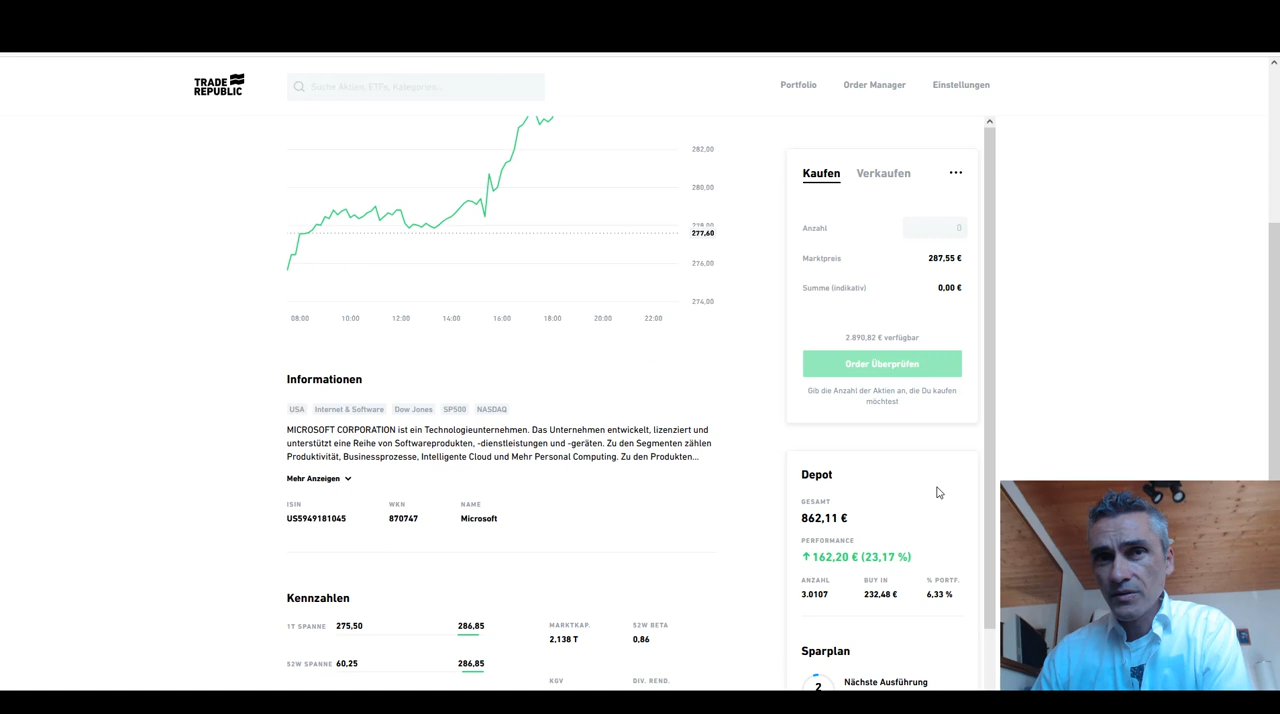 TRADE
REPUBLIC
Suche Aktien, ETFs, Kategorien...
Portfolio
Order Manager
Einstellungen
282,00
280,00
278,00
277,60
276,00
274,00
08:00
10:00
12:00
14:00
16:00
18:00
20:00
22:00
Informationen
USA
Internet & Software
Dow Jones
SP500
NASDAQ
MICROSOFT CORPORATION ist ein Technologieunternehmen. Das Unternehmen entwickelt, lizenziert und
unterstützt eine Reihe von Softwareprodukten, -dienstleistungen und -geräten. Zu den Segmenten zählen
Produktivität, Businessprozesse, Intelligente Cloud und Mehr Personal Computing. Zu den Produkten...
Mehr Anzeigen
ISIN
WKN
NAME
US5949181045
870747
Microsoft
Kennzahlen
1T SPANNE
275,50
286,85
MARKTKAP.
2,138 T
52W BETA
0,86
52W SPANNE
60,25
286,85
KGV
DIV. REND.
Kaufen
Verkaufen
Anzahl
0
Marktpreis
287,55 €
Summe (indikativ)
0,00 €
2.890,82 € verfügbar
Order Überprüfen
Gib die Anzahl der Aktien an, die Du kaufen
möchtest
Depot
GESAMT
862,11 €
PERFORMANCE
162,20 € (23,17 %)
ANZAHL
BUY IN
% PORTF.
3.0107
232,48 €
6,33 %
Sparplan
2
Nächste Ausführung